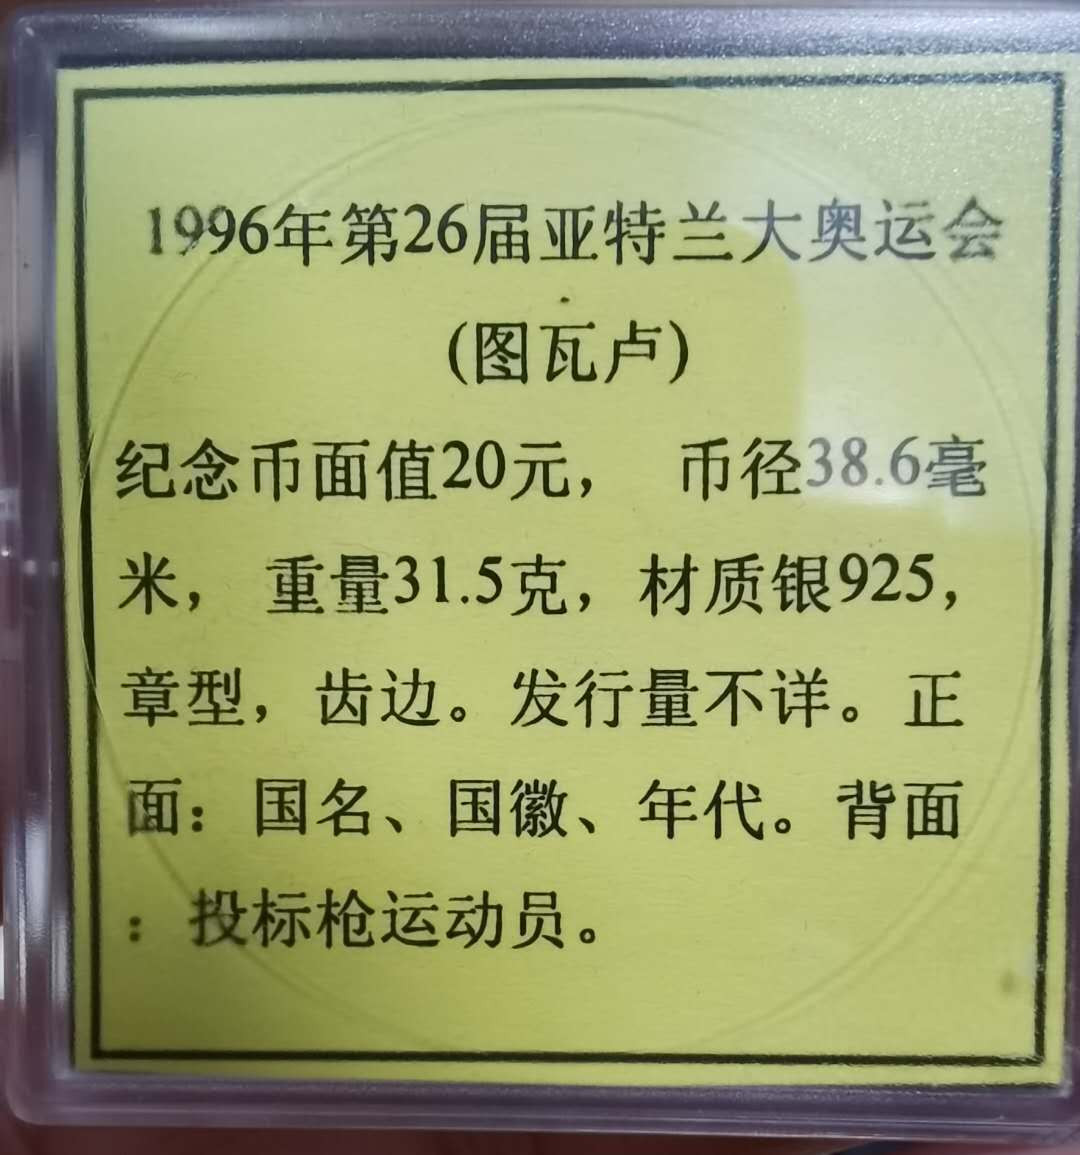 1996年第26届亚特兰大奥运会
(图瓦卢)
纪念币面值20元， 币径38.6毫
米， 重量31.5克，材质银925，
章型，齿边。发行量不详。正
面：国名、国徽、年代。背面
：投标枪运动员。